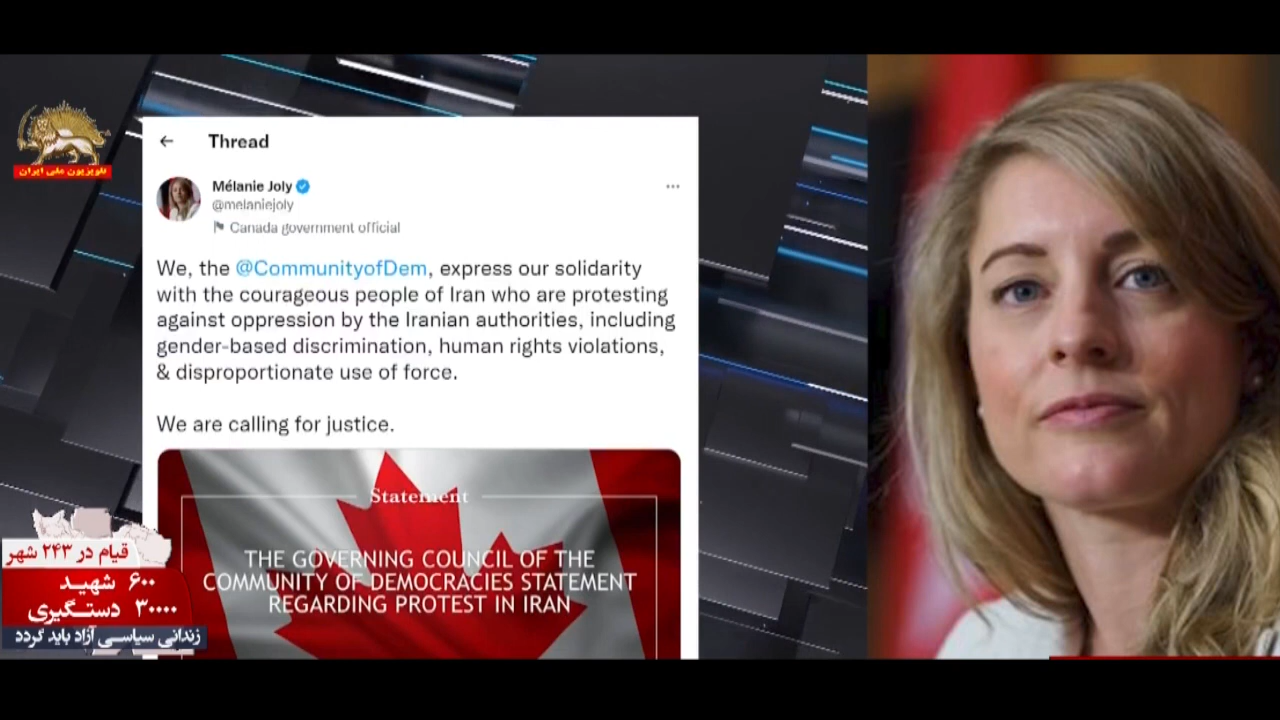 تلویزیون ملی ایران
Thread
Mélanie Joly
@melaniejoly
Canada government official
We, the @CommunityofDem, express our solidarity
with the courageous people of Iran who are protesting
against oppression by the Iranian authorities, including
gender-based discrimination, human rights violations,
& disproportionate use of force.
We are calling for justice.
Statement
THE GOVERNING COUNCIL OF THE
COMMUNITY OF DEMOCRACIES STATEMENT
REGARDING PROTEST IN IRAN
قیام در ۲۴۳ شهر
۶۰۰ شهید
۳۰۰۰۰ دستگیری
زندانی سیاسی آزاد باید گردد